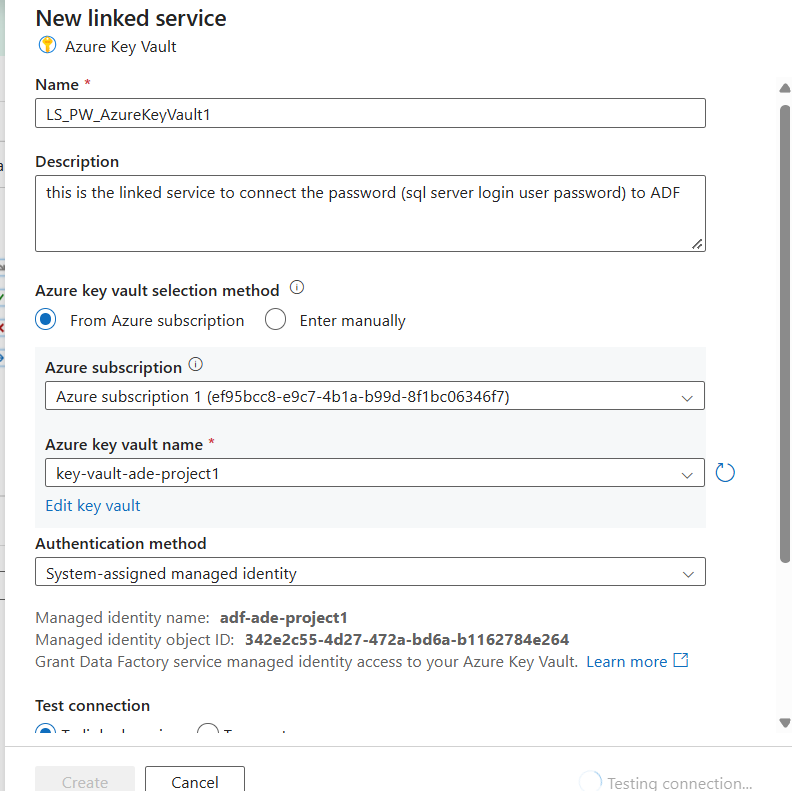 New linked service
Azure Key Vault
Name *
LS_PW_AzureKeyVault1
Description
this is the linked service to connect the password (sql server login user password) to ADF
Azure key vault selection method
From Azure subscription Enter manually
Azure subscription
Azure subscription 1 (ef95bcc8-e9c7-4b1a-b99d-8f1bc06346f7)
Azure key vault name *
key-vault-ade-project1
Edit key vault
Authentication method
System-assigned managed identity
Managed identity name: adf-ade-project1
Managed identity object ID: 342e2c55-4d27-472a-bd6a-b1162784e264
Grant Data Factory service managed identity access to your Azure Key Vault. Learn more
Test connection
Create Cancel Testing connection...